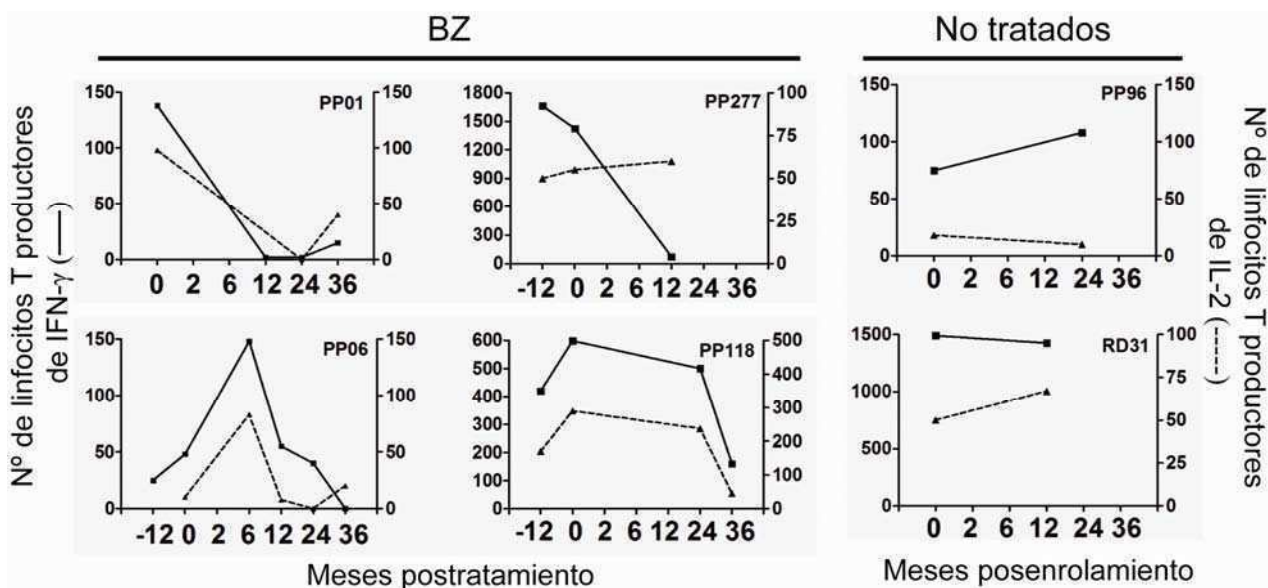 BZ
No tratados
Nº de linfocitos T productores
de IFN-γ (——)
150
100
50
0
PP01
150
100
50
0
0 2 6 12 24 36
1800
1500
1200
900
600
300
0
PP277
100
75
50
25
0
-12 0 2 6 12 24 36
150
100
50
0
PP96
150
100
50
0
0 2 6 12 24 36
150
100
50
0
PP06
150
100
50
0
-12 0 2 6 12 24 36
600
500
400
300
200
100
0
PP118
500
400
300
200
100
0
-12 0 2 6 12 24 36
1500
1000
500
0
RD31
100
75
50
25
0
0 2 6 12 24 36
Nº de linfocitos T productores
de IL-2 (-----)
Meses postratamiento
Meses posenrolamiento